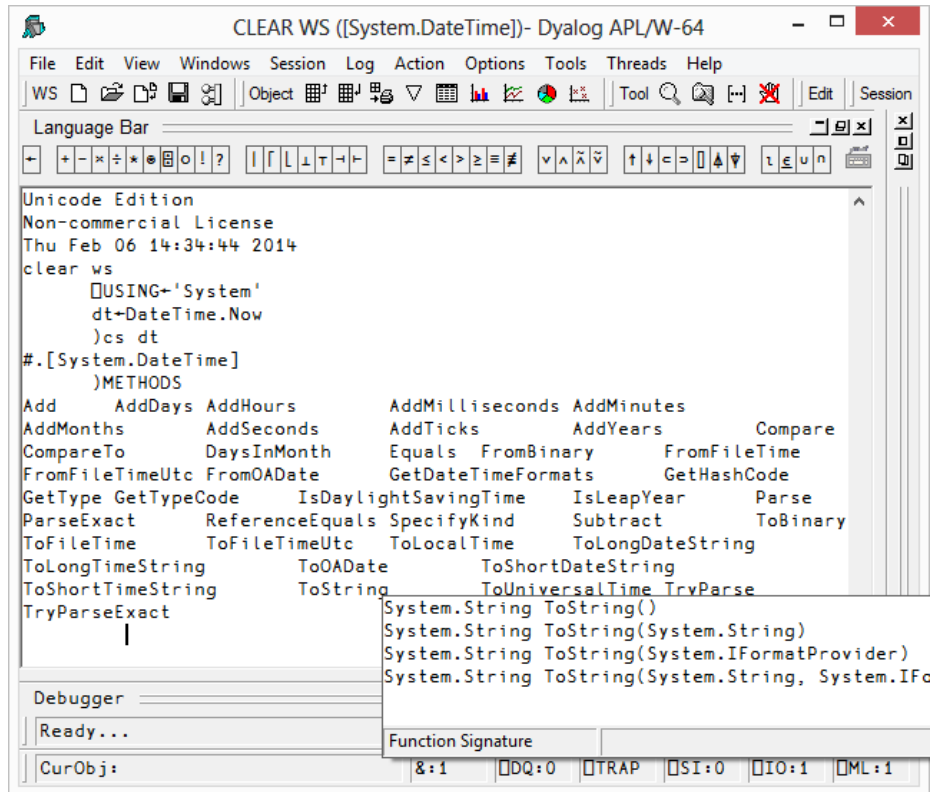 CLEAR WS ([System.DateTime])- Dyalog APL/W-64
File Edit View Windows Session Log Action Options Tools Threads Help
WS Object Tool Edit Session
Language Bar
← + - × ÷ * ⍟ ⌹ ○ ! ? | ⌈ ⌊ ⊥ ⊤ ⊣ ⊢ = ≠ ≤ < > ≥ ≡ ≢ ∨ ∧ ⍲ ⍱ ↑ ↓ ⊂ ⊃ ⌷ ⍋ ⍒ ⍳ ⍷ ∪ ∩
Unicode Edition
Non-commercial License
Thu Feb 06 14:34:44 2014
clear ws
⎕USING←'System'
dt←DateTime.Now
)cs dt
#.[System.DateTime]
)METHODS
Add AddDays AddHours AddMilliseconds AddMinutes
AddMonths AddSeconds AddTicks AddYears Compare
CompareTo DaysInMonth Equals FromBinary FromFileTime
FromFileTimeUtc FromOADate GetDateTimeFormats GetHashCode
GetType GetTypeCode IsDaylightSavingTime IsLeapYear Parse
ParseExact ReferenceEquals SpecifyKind Subtract ToBinary
ToFileTime ToFileTimeUtc ToLocalTime ToLongDateString
ToLongTimeString ToOADate ToShortDateString
ToShortTimeString ToString ToUniversalTime TryParse
TryParseExact
System.String ToString()
System.String ToString(System.String)
System.String ToString(System.IFormatProvider)
System.String ToString(System.String, System.IFo
Function Signature
Debugger
Ready...
CurObj: &:1 ⎕DQ:0 ⎕TRAP ⎕SI:0 ⎕IO:1 ⎕ML:1